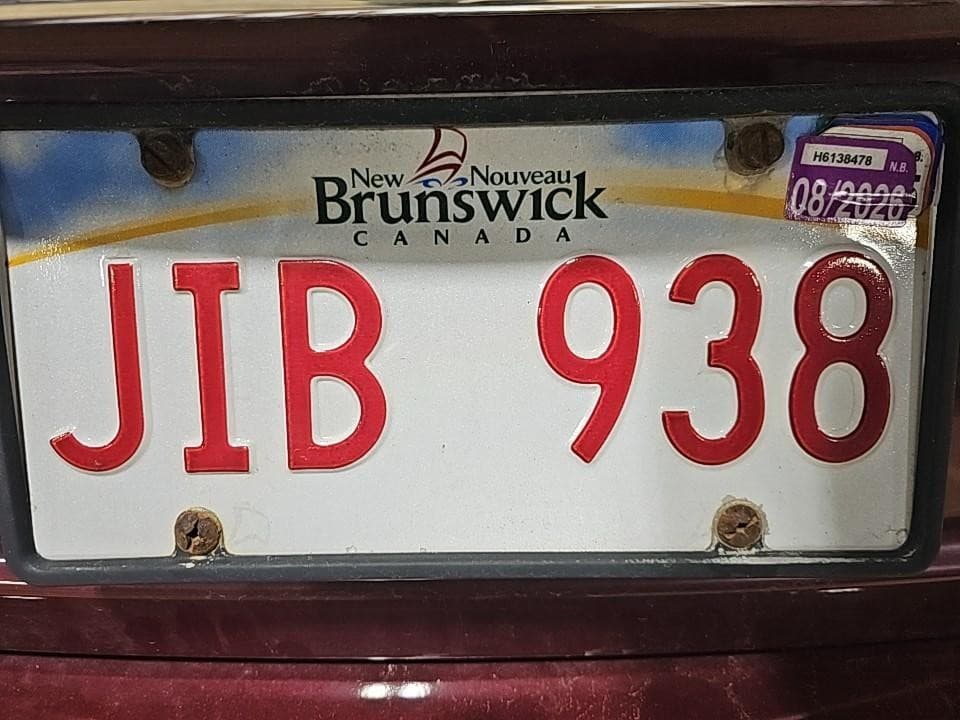 New Nouveau
Brunswick
CANADA
H6138478 N.B.
08/2026
JIB 938